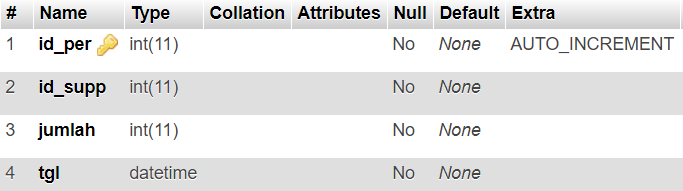 # Name Type Collation Attributes Null Default Extra
1 id_per int(11) No None AUTO_INCREMENT
2 id_supp int(11) No None
3 jumlah int(11) No None
4 tgl datetime No None